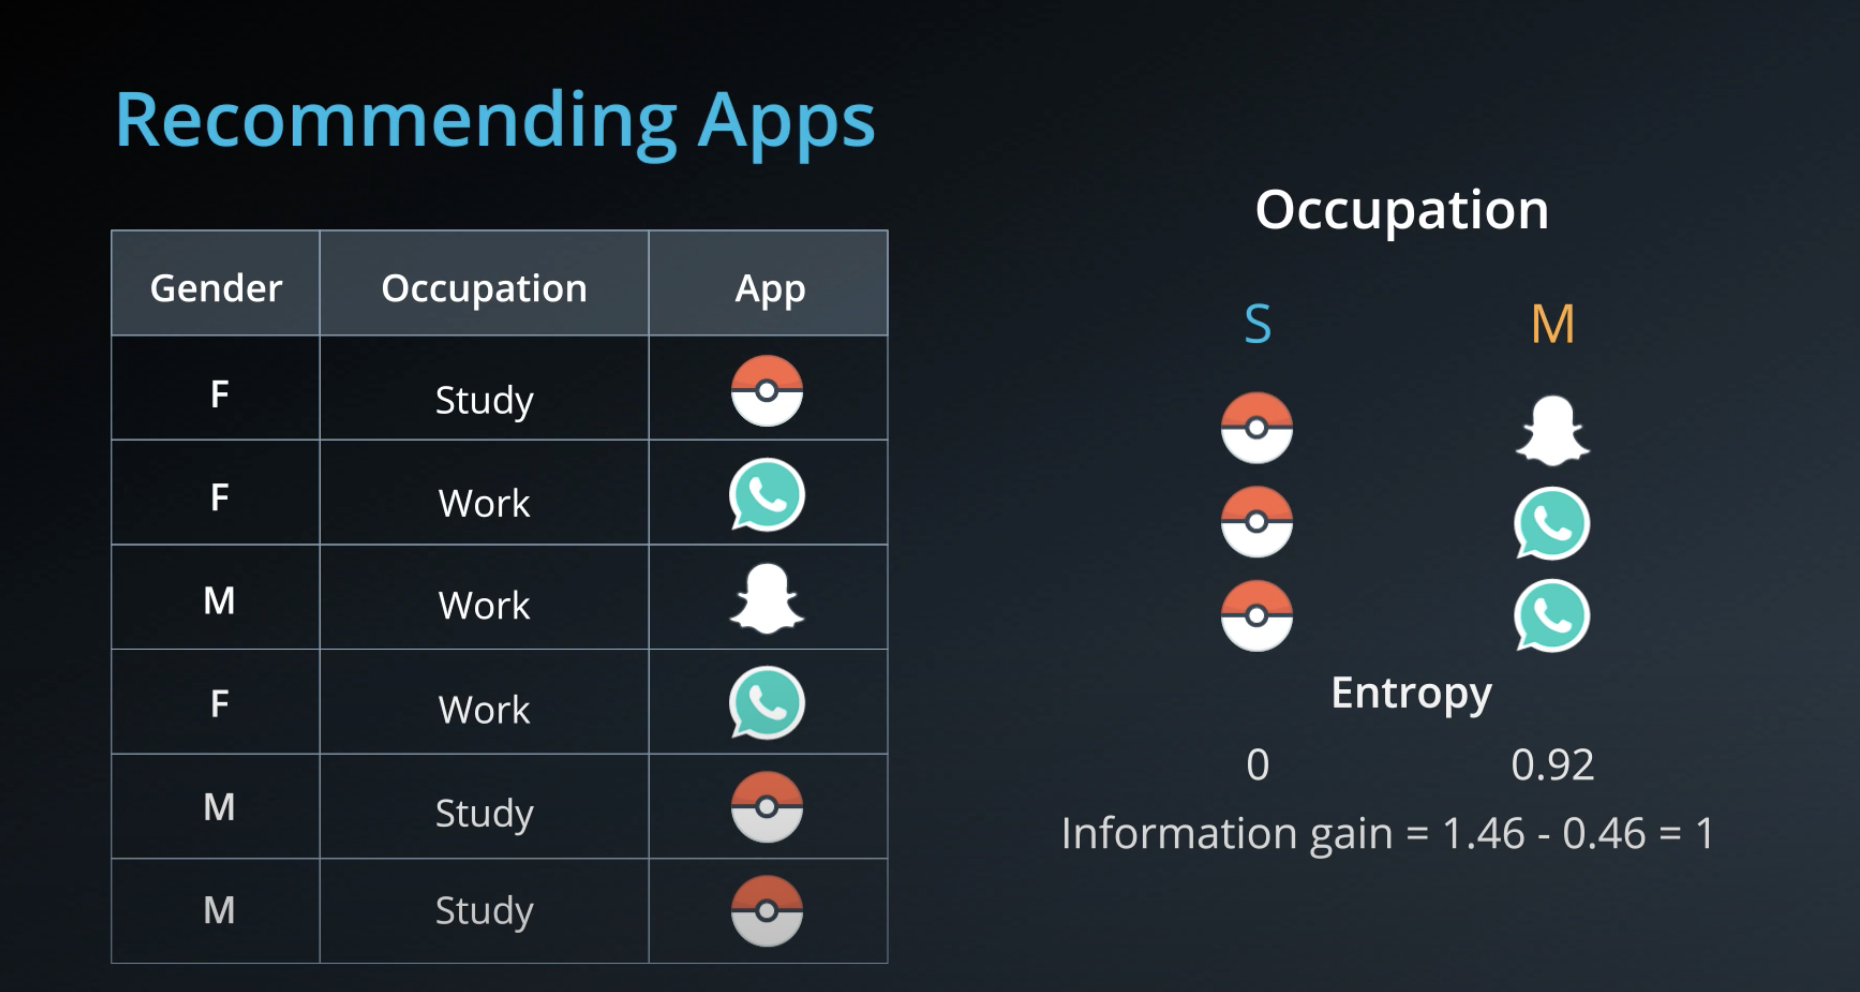 Recommending Apps
Gender Occupation App
F Study
F Work
M Work
F Work
M Study
M Study
Occupation
S M
Entropy
0 0.92
Information gain = 1.46 - 0.46 = 1